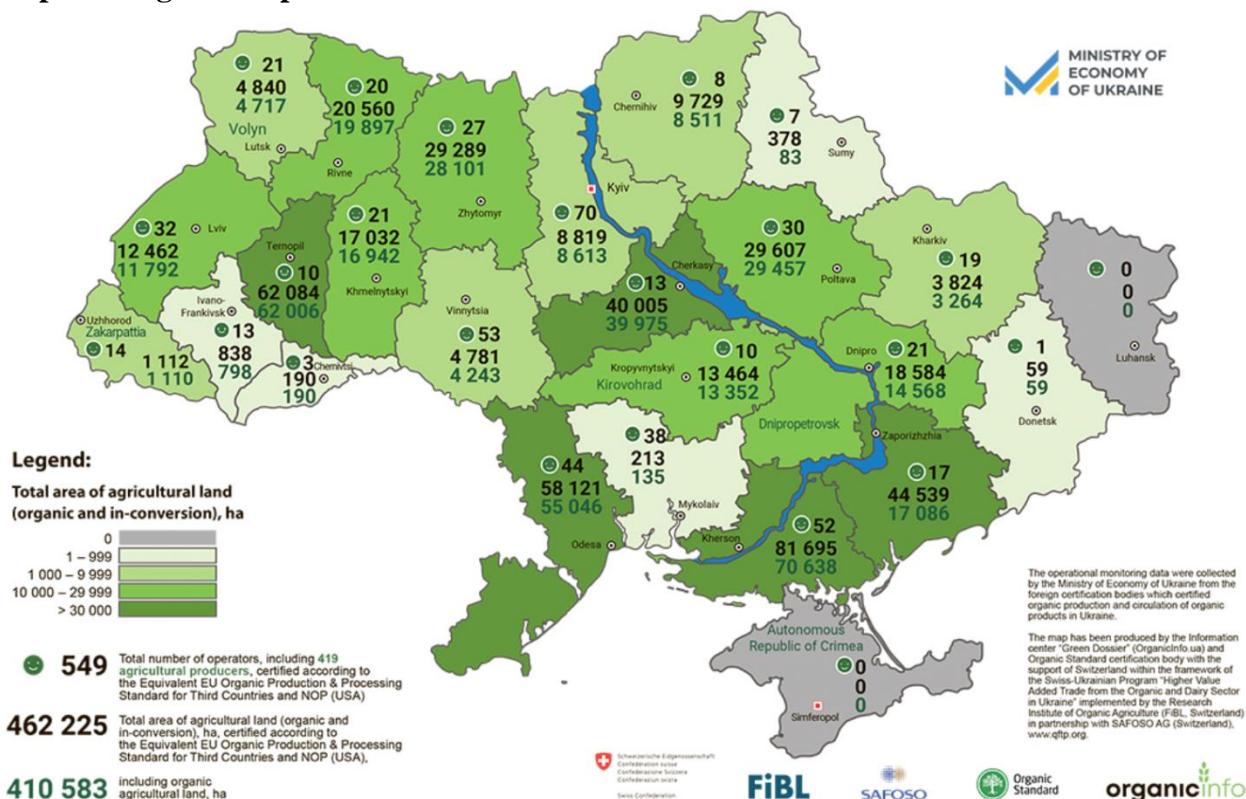 MINISTRY OF
ECONOMY
OF UKRAINE
21
4 840
4 717
Volyn
Lutsk
20
20 560
19 897
Rivne
27
29 289
28 101
Zhytomyr
70
8 819
8 613
Kyiv
Chernihiv
8
9 729
8 511
7
378
83
Sumy
32
12 462
11 792
Lviv
Ternopil
10
62 084
62 006
21
17 032
16 942
Khmelnytskyi
Vinnytsia
53
4 781
4 243
Cherkasy
13
40 005
39 975
30
29 607
29 457
Poltava
Kharkiv
19
3 824
3 264
0
0
0
Luhansk
Uzhhorod
Zakarpattia
14
1 112
1 110
Ivano-
Frankivsk
13
838
798
3
Chernivtsi
190
190
Kropyvnytskyi
Kirovohrad
10
13 464
13 352
Dnipro
21
18 584
14 568
Dnipropetrovsk
1
59
59
Donetsk
44
58 121
55 046
Odesa
38
213
135
Mykolaiv
Kherson
52
81 695
70 638
Zaporizhzhia
17
44 539
17 086
Autonomous
Republic of Crimea
0
0
0
Simferopol
Legend:
Total area of agricultural land
(organic and in-conversion), ha
0
1 – 999
1 000 – 9 999
10 000 – 29 999
> 30 000
549
Total number of operators, including 419
agricultural producers, certified according to
the Equivalent EU Organic Production & Processing
Standard for Third Countries and NOP (USA)
462 225
Total area of agricultural land (organic and
in-conversion), ha, certified according to
the Equivalent EU Organic Production & Processing
Standard for Third Countries and NOP (USA),
410 583
including organic
agricultural land, ha
The operational monitoring data were collected
by the Ministry of Economy of Ukraine from the
foreign certification bodies which certified
organic production and circulation of organic
products in Ukraine.
The map has been produced by the Information
center "Green Dossier" (OrganicInfo.ua) and
Organic Standard certification body with the
support of Switzerland within the framework of
the Swiss-Ukrainian Program "Higher Value
Added Trade from the Organic and Dairy Sector
in Ukraine" implemented by the Research
Institute of Organic Agriculture (FiBL, Switzerland)
in partnership with SAFOSO AG (Switzerland),
www.qftp.org.
Schweizerische Eidgenossenschaft
Confédération suisse
Confederazione Svizzera
Confederaziun svizra
Swiss Confederation
FiBL
SAFOSO
Organic
Standard
organicinfo